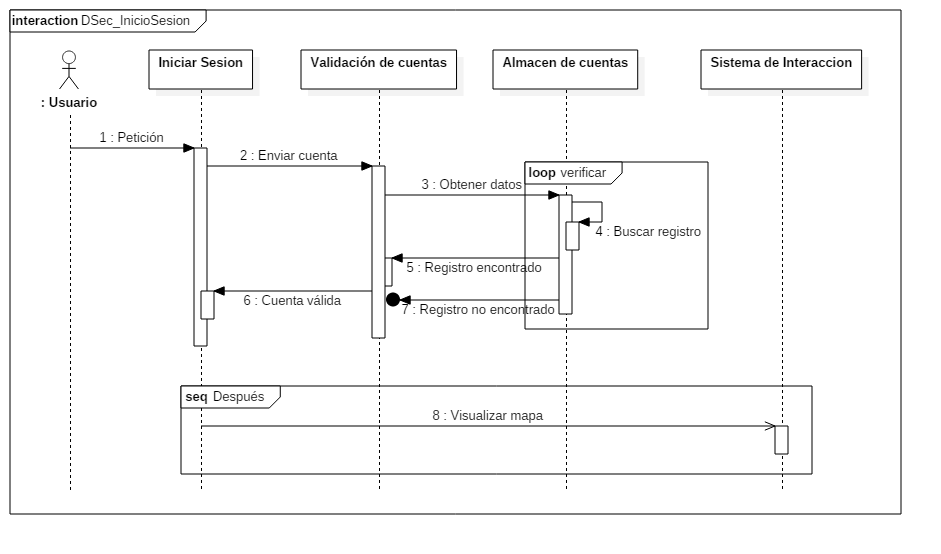 interaction DSec_InicioSesion
: Usuario
Iniciar Sesion
Validación de cuentas
Almacen de cuentas
Sistema de Interaccion
1 : Petición
2 : Enviar cuenta
loop verificar
3 : Obtener datos
4 : Buscar registro
5 : Registro encontrado
6 : Cuenta válida
7 : Registro no encontrado
seq Después
8 : Visualizar mapa